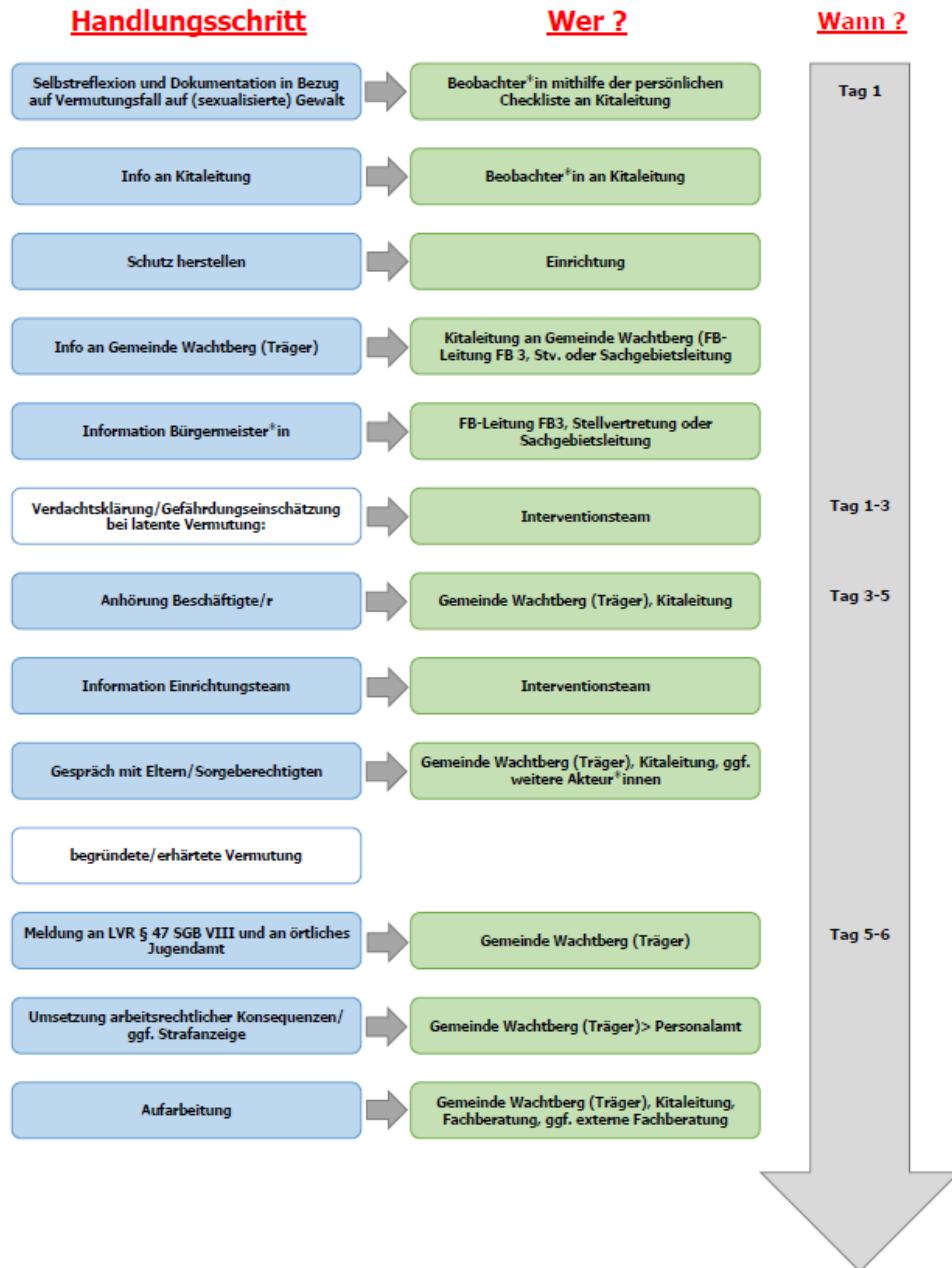 Handlungsschritt
Wer ?
Wann ?
Selbstreflexion und Dokumentation in Bezug
auf Vermutungsfall auf (sexualisierte) Gewalt
Beobachter*in mithilfe der persönlichen
Checkliste an Kitaleitung
Tag 1
Info an Kitaleitung
Beobachter*in an Kitaleitung
Schutz herstellen
Einrichtung
Info an Gemeinde Wachtberg (Träger)
Kitaleitung an Gemeinde Wachtberg (FB-
Leitung FB 3, Stv. oder Sachgebietsleitung
Information Bürgermeister*in
FB-Leitung FB3, Stellvertretung oder
Sachgebietsleitung
Verdachtsklärung/Gefährdungseinschätzung
bei latente Vermutung:
Interventionsteam
Tag 1-3
Anhörung Beschäftigte/r
Gemeinde Wachtberg (Träger), Kitaleitung
Tag 3-5
Information Einrichtungsteam
Interventionsteam
Gespräch mit Eltern/Sorgeberechtigten
Gemeinde Wachtberg (Träger), Kitaleitung, ggf.
weitere Akteur*innen
begründete/erhärtete Vermutung
Meldung an LVR § 47 SGB VIII und an örtliches
Jugendamt
Gemeinde Wachtberg (Träger)
Tag 5-6
Umsetzung arbeitsrechtlicher Konsequenzen/
ggf. Strafanzeige
Gemeinde Wachtberg (Träger)> Personalamt
Aufarbeitung
Gemeinde Wachtberg (Träger), Kitaleitung,
Fachberatung, ggf. externe Fachberatung